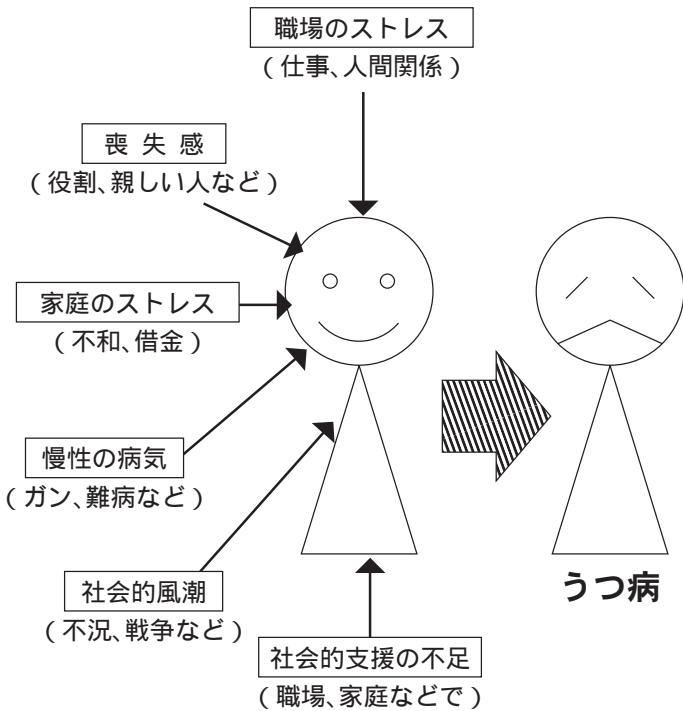 職場のストレス
(仕事、人間関係)
喪失感
(役割、親しい人など)
家庭のストレス
(不和、借金)
慢性の病気
(ガン、難病など)
社会的風潮
(不況、戦争など)
社会的支援の不足
(職場、家庭などで)
うつ病